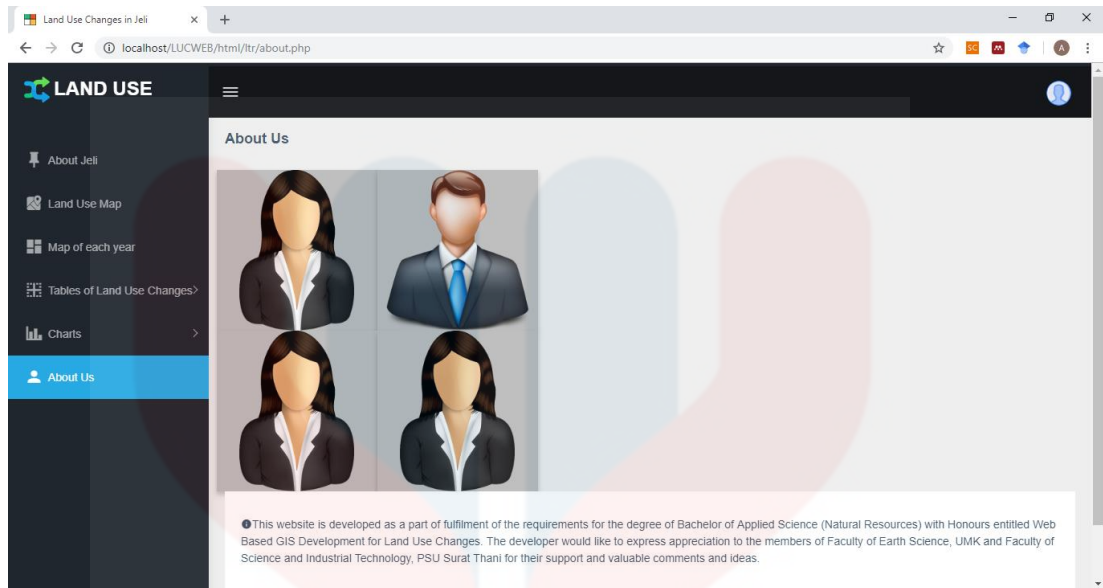 Land Use Changes in Jeli
localhost/LUCWEB/html/ltr/about.php
SC
A
LAND USE
About Us
About Jeli
Land Use Map
Map of each year
Tables of Land Use Changes
Charts
About Us
This website is developed as a part of fulfilment of the requirements for the degree of Bachelor of Applied Science (Natural Resources) with Honours entitled Web
Based GIS Development for Land Use Changes. The developer would like to express appreciation to the members of Faculty of Earth Science, UMK and Faculty of
Science and Industrial Technology, PSU Surat Thani for their support and valuable comments and ideas.